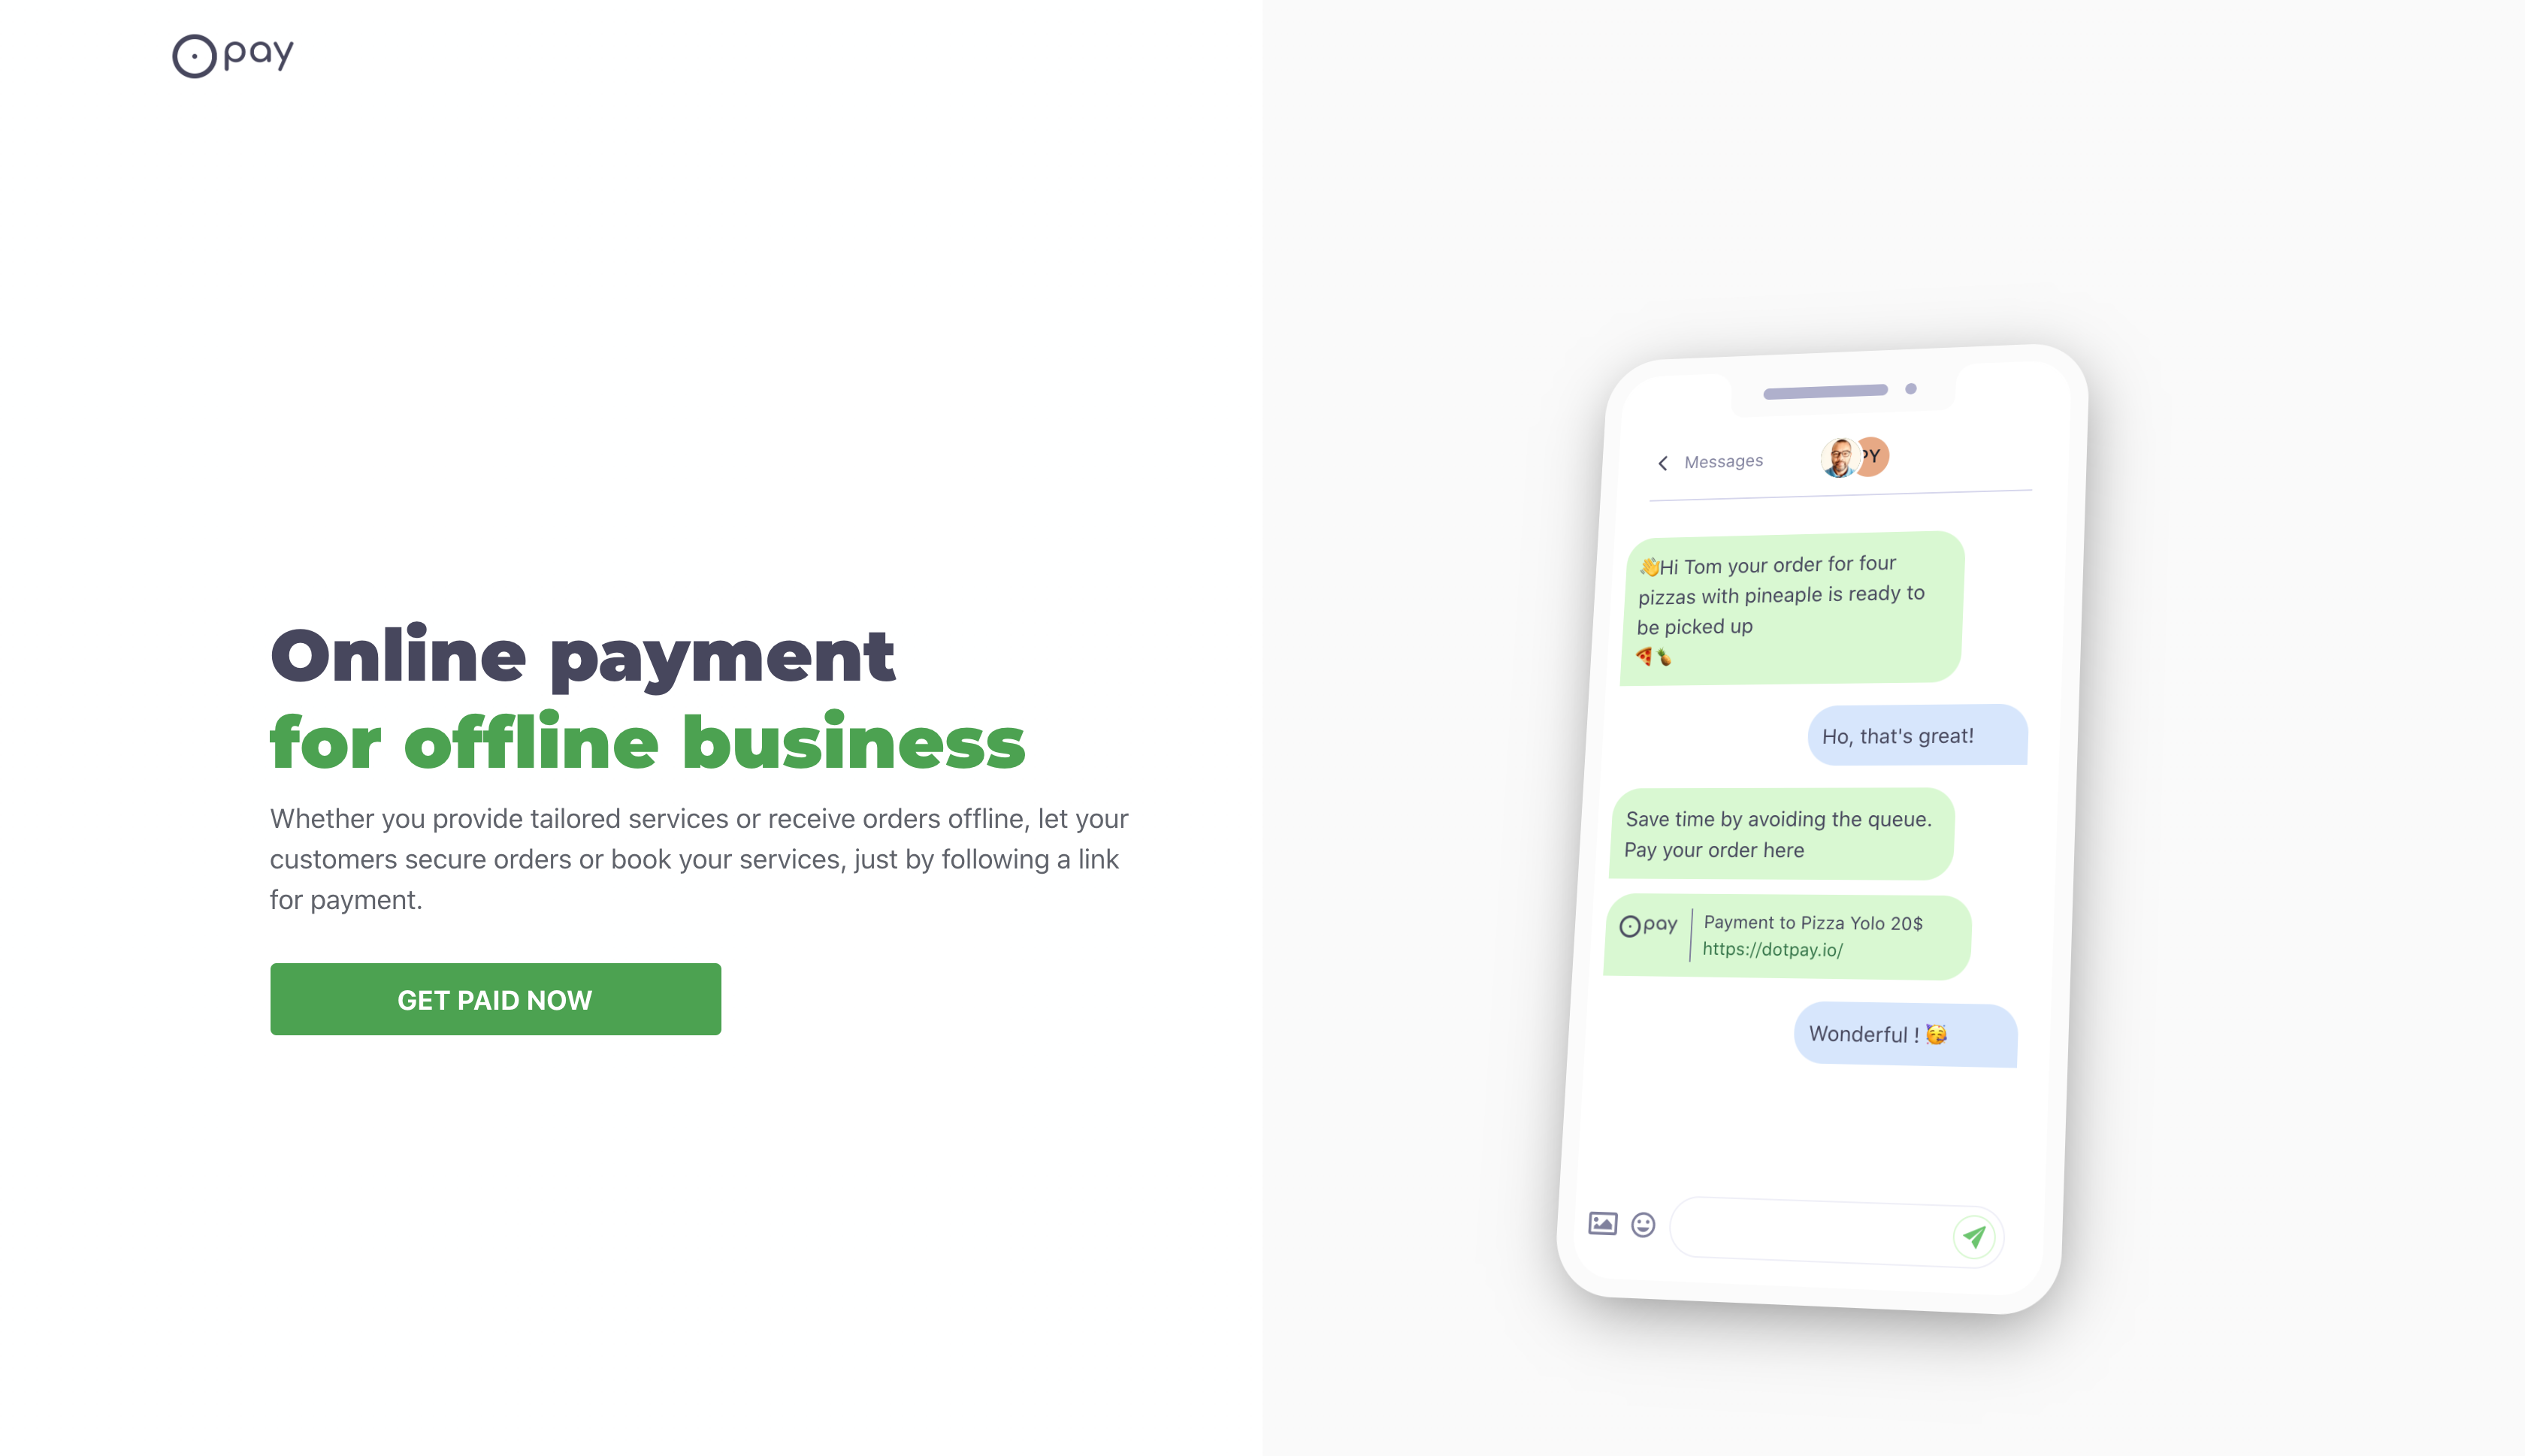 pay
Online payment
for offline business
Whether you provide tailored services or receive orders offline, let your
customers secure orders or book your services, just by following a link
for payment.
GET PAID NOW
Messages
PY
👋Hi Tom your order for four
pizzas with pineaple is ready to
be picked up
🍕🍍
Ho, that's great!
Save time by avoiding the queue.
Pay your order here
pay
Payment to Pizza Yolo 20$
https://dotpay.io/
Wonderful ! 🥳